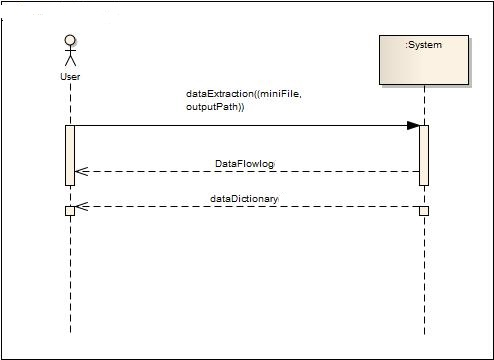 :System
User
dataExtraction((miniFile,
outputPath))
DataFlowlog
dataDictionary